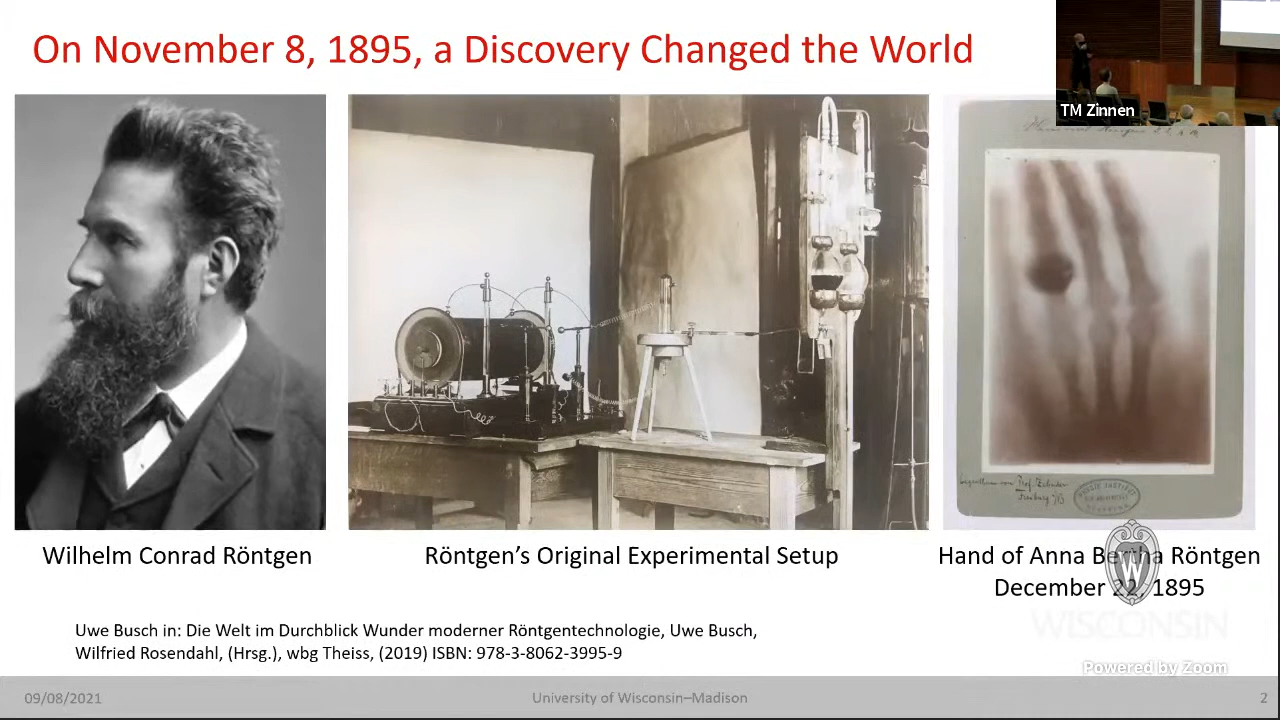 On November 8, 1895, a Discovery Changed the World
TM Zinnen
Wilhelm Conrad Röntgen
Röntgen’s Original Experimental Setup
Hand of Anna Bertha Röntgen
December 22, 1895
Uwe Busch in: Die Welt im Durchblick Wunder moderner Röntgentechnologie, Uwe Busch,
Wilfried Rosendahl, (Hrsg.), wbg Theiss, (2019) ISBN: 978-3-8062-3995-9
W
WISCONSIN
Powered by Zoom
09/08/2021
University of Wisconsin–Madison
2